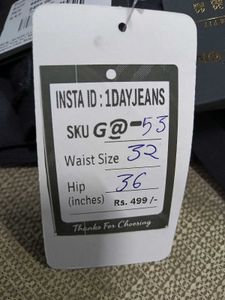 INSTA ID : 1DAYJEANS
SKU G@-53
Waist Size 32
Hip 36
(inches) Rs. 499 /-
Thanks For Choosing